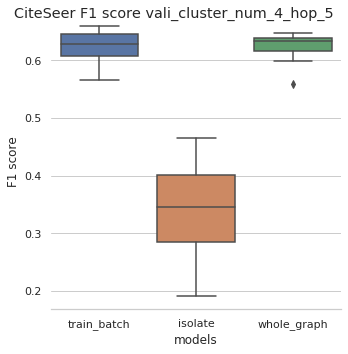 CiteSeer F1 score vali_cluster_num_4_hop_5
0.6
0.5
0.4
0.3
0.2
F1 score
train_batch isolate whole_graph
models